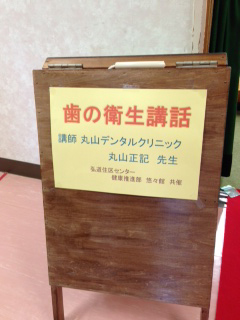 歯の衛生講話
講師 丸山デンタルクリニック
丸山正記 先生
弘道住区センター
健康推進部 悠々館 共催